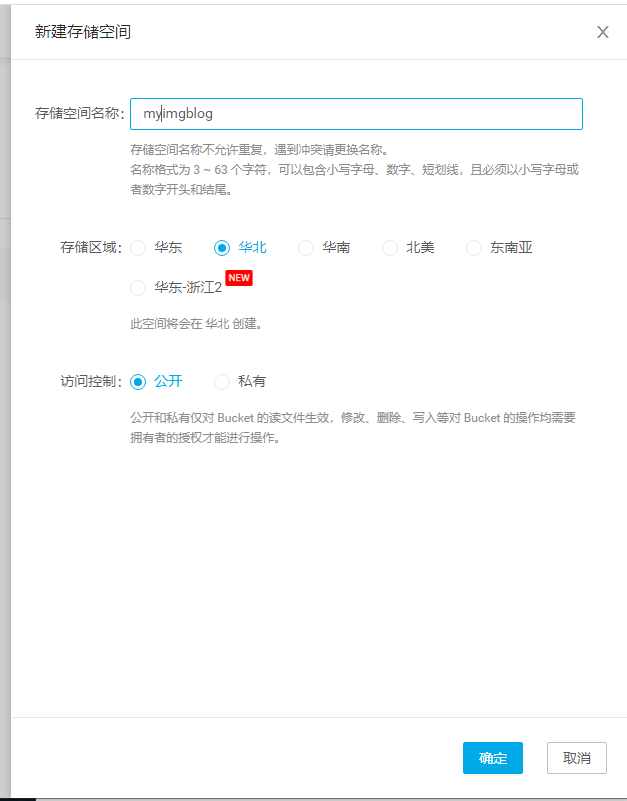 新建存储空间
存储空间名称: myimgblog
存储空间名称不允许重复，遇到冲突请更换名称。
名称格式为 3 ~ 63 个字符，可以包含小写字母、数字、短划线，且必须以小写字母或
者数字开头和结尾。
存储区域: 华东 华北 华南 北美 东南亚
华东-浙江2 NEW
此空间将会在 华北 创建。
访问控制: 公开 私有
公开和私有仅对 Bucket 的读文件生效，修改、删除、写入等对 Bucket 的操作均需要
拥有者的授权才能进行操作。
确定 取消